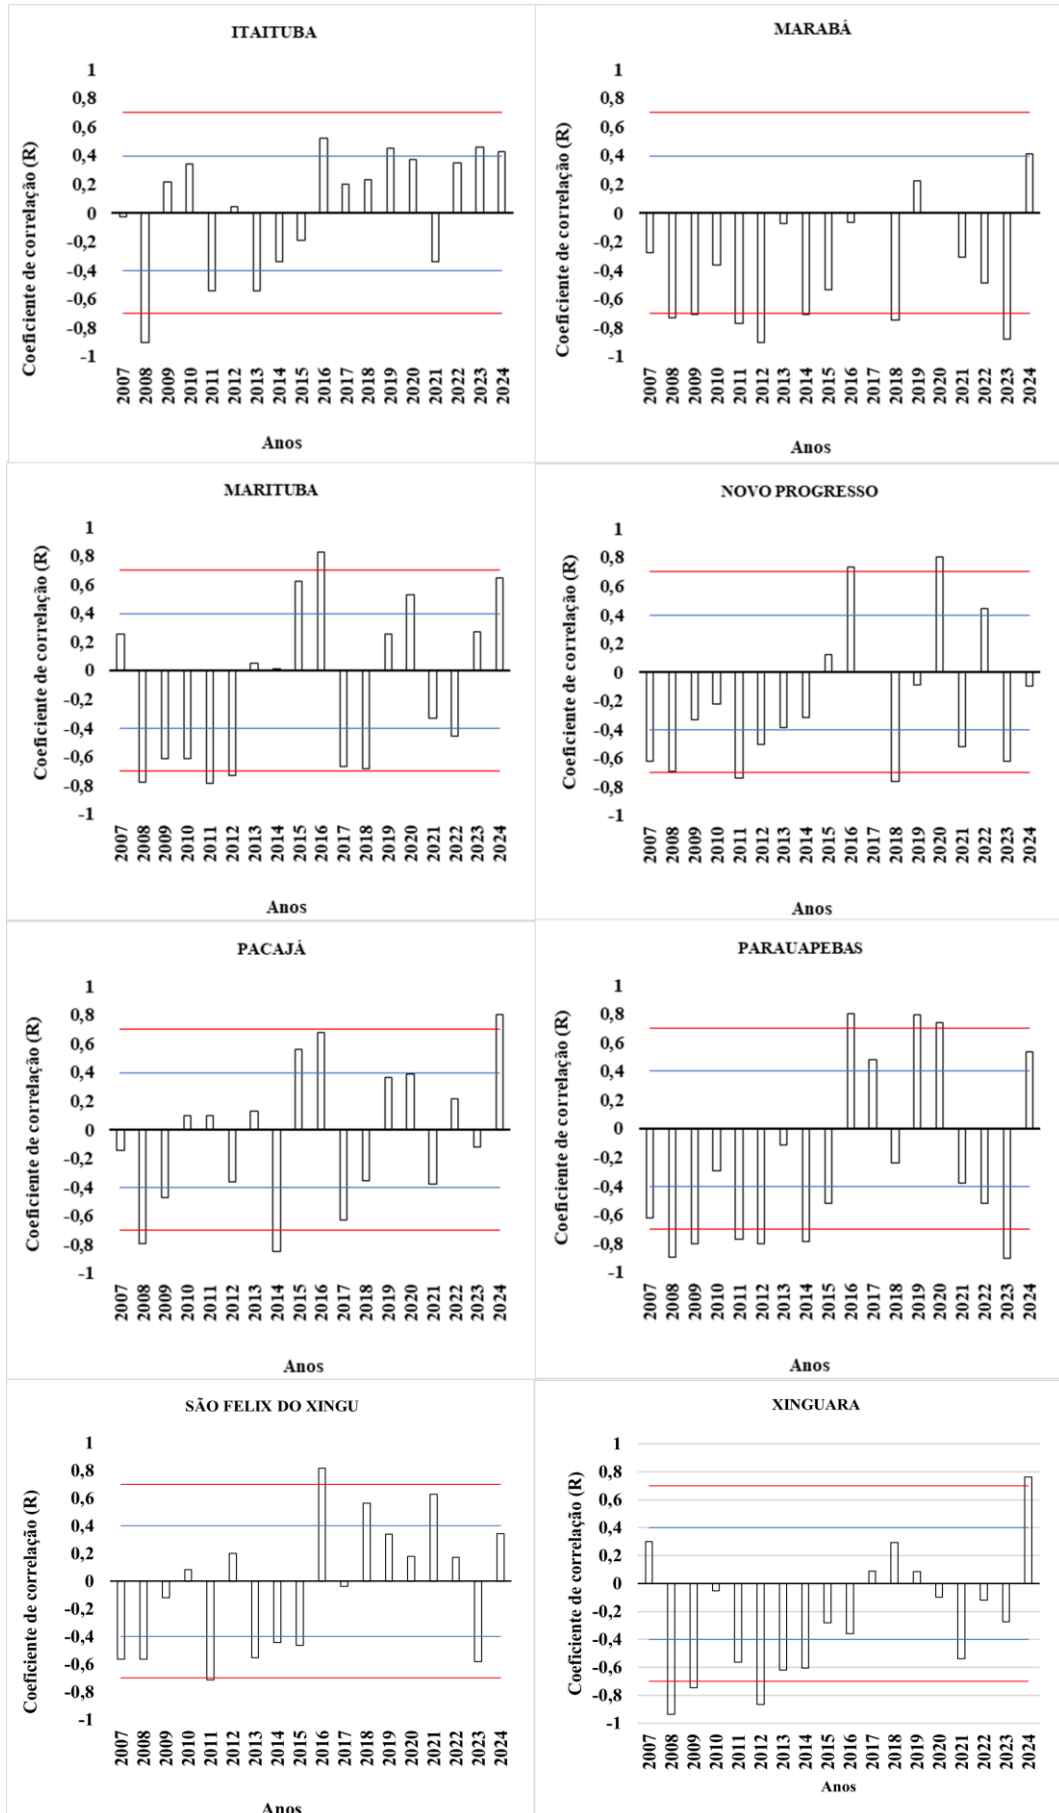 ITAITUBA
Coeficiente de correlação (R)
1
0,8
0,6
0,4
0,2
0
-0,2
-0,4
-0,6
-0,8
-1
2007 2008 2009 2010 2011 2012 2013 2014 2015 2016 2017 2018 2019 2020 2021 2022 2023 2024
Anos
MARABÁ
Coeficiente de correlação (R)
1
0,8
0,6
0,4
0,2
0
-0,2
-0,4
-0,6
-0,8
-1
2007 2008 2009 2010 2011 2012 2013 2014 2015 2016 2017 2018 2019 2020 2021 2022 2023 2024
Anos
MARITUBA
Coeficiente de correlação (R)
1
0,8
0,6
0,4
0,2
0
-0,2
-0,4
-0,6
-0,8
-1
2007 2008 2009 2010 2011 2012 2013 2014 2015 2016 2017 2018 2019 2020 2021 2022 2023 2024
Anos
NOVO PROGRESSO
Coeficiente de correlação (R)
1
0,8
0,6
0,4
0,2
0
-0,2
-0,4
-0,6
-0,8
-1
2007 2008 2009 2010 2011 2012 2013 2014 2015 2016 2017 2018 2019 2020 2021 2022 2023 2024
Anos
PACAJÁ
Coeficiente de correlação (R)
1
0,8
0,6
0,4
0,2
0
-0,2
-0,4
-0,6
-0,8
-1
2007 2008 2009 2010 2011 2012 2013 2014 2015 2016 2017 2018 2019 2020 2021 2022 2023 2024
Anos
PARAUAPEBAS
Coeficiente de correlação (R)
1
0,8
0,6
0,4
0,2
0
-0,2
-0,4
-0,6
-0,8
-1
2007 2008 2009 2010 2011 2012 2013 2014 2015 2016 2017 2018 2019 2020 2021 2022 2023 2024
Anos
SÃO FELIX DO XINGU
Coeficiente de correlação (R)
1
0,8
0,6
0,4
0,2
0
-0,2
-0,4
-0,6
-0,8
-1
2007 2008 2009 2010 2011 2012 2013 2014 2015 2016 2017 2018 2019 2020 2021 2022 2023 2024
Anos
XINGUARA
Coeficiente de correlação (R)
1
0,8
0,6
0,4
0,2
0
-0,2
-0,4
-0,6
-0,8
-1
2007 2008 2009 2010 2011 2012 2013 2014 2015 2016 2017 2018 2019 2020 2021 2022 2023 2024
Anos